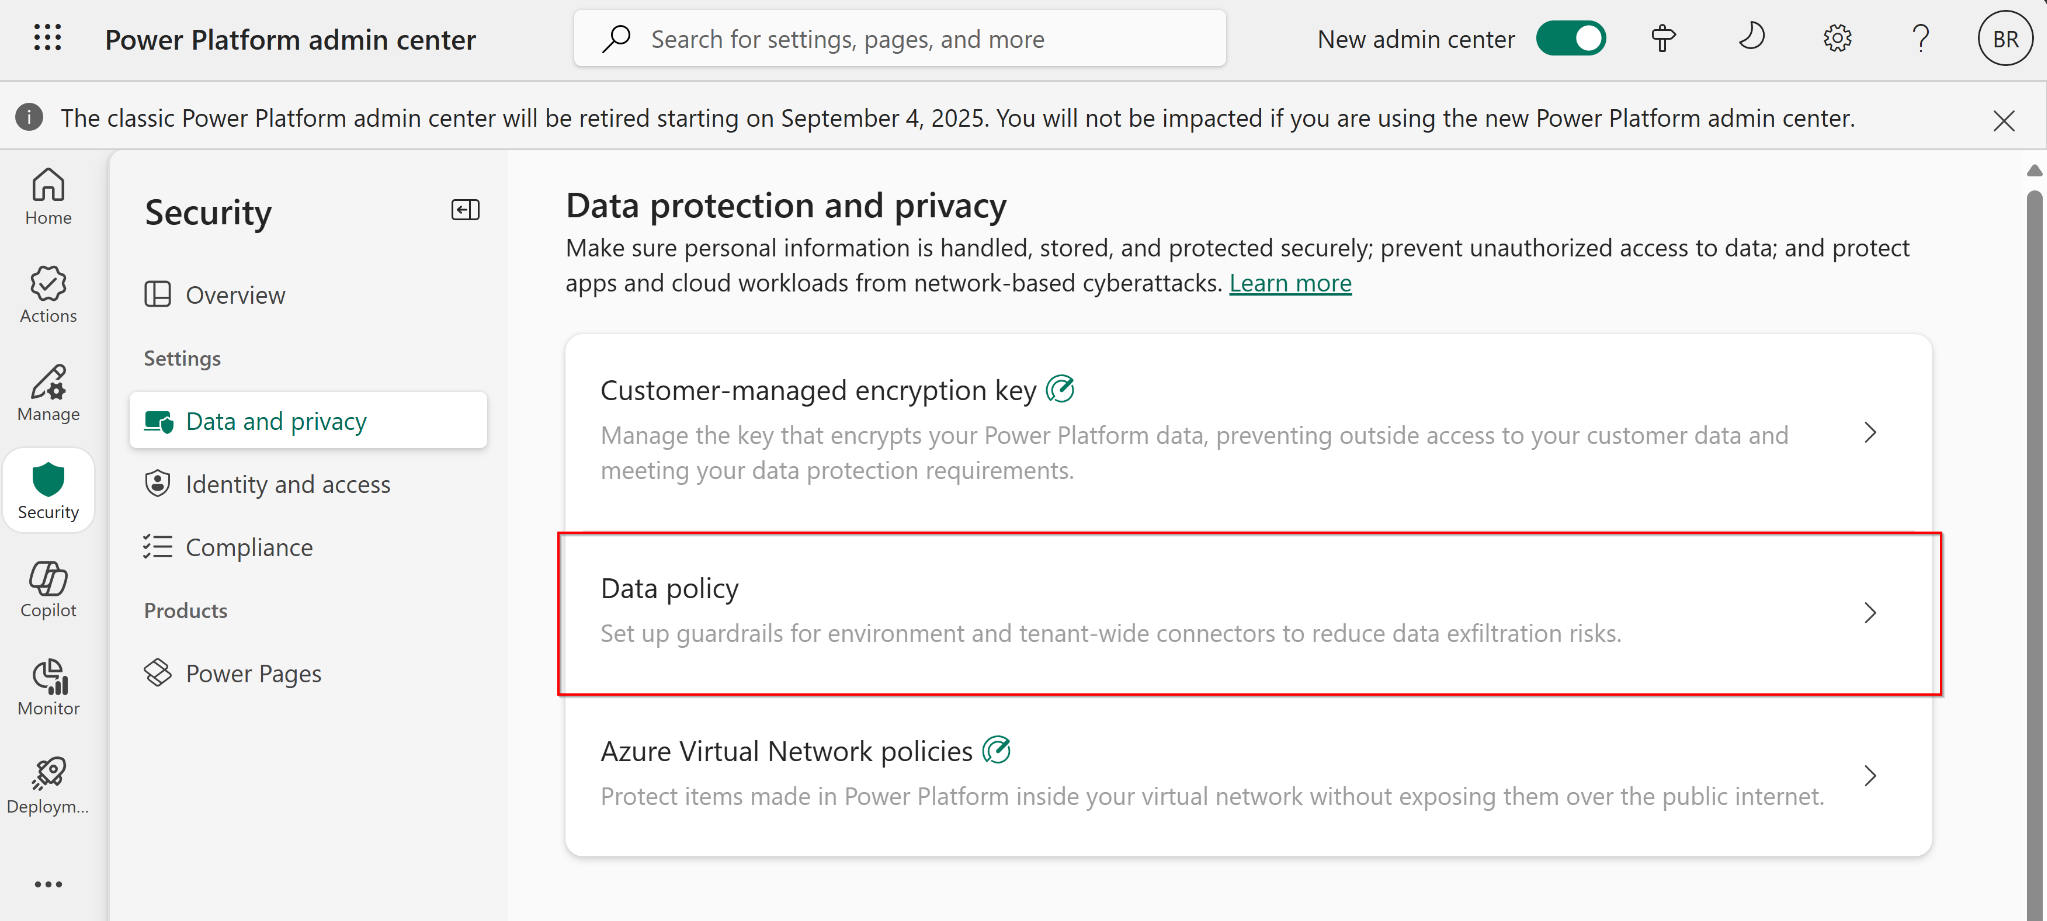 Power Platform admin center
Search for settings, pages, and more
New admin center
BR
The classic Power Platform admin center will be retired starting on September 4, 2025. You will not be impacted if you are using the new Power Platform admin center.
Home
Actions
Manage
Security
Copilot
Monitor
Deploym...
Security
Overview
Settings
Data and privacy
Identity and access
Compliance
Products
Power Pages
Data protection and privacy
Make sure personal information is handled, stored, and protected securely; prevent unauthorized access to data; and protect
apps and cloud workloads from network-based cyberattacks. Learn more
Customer-managed encryption key
Manage the key that encrypts your Power Platform data, preventing outside access to your customer data and
meeting your data protection requirements.
Data policy
Set up guardrails for environment and tenant-wide connectors to reduce data exfiltration risks.
Azure Virtual Network policies
Protect items made in Power Platform inside your virtual network without exposing them over the public internet.